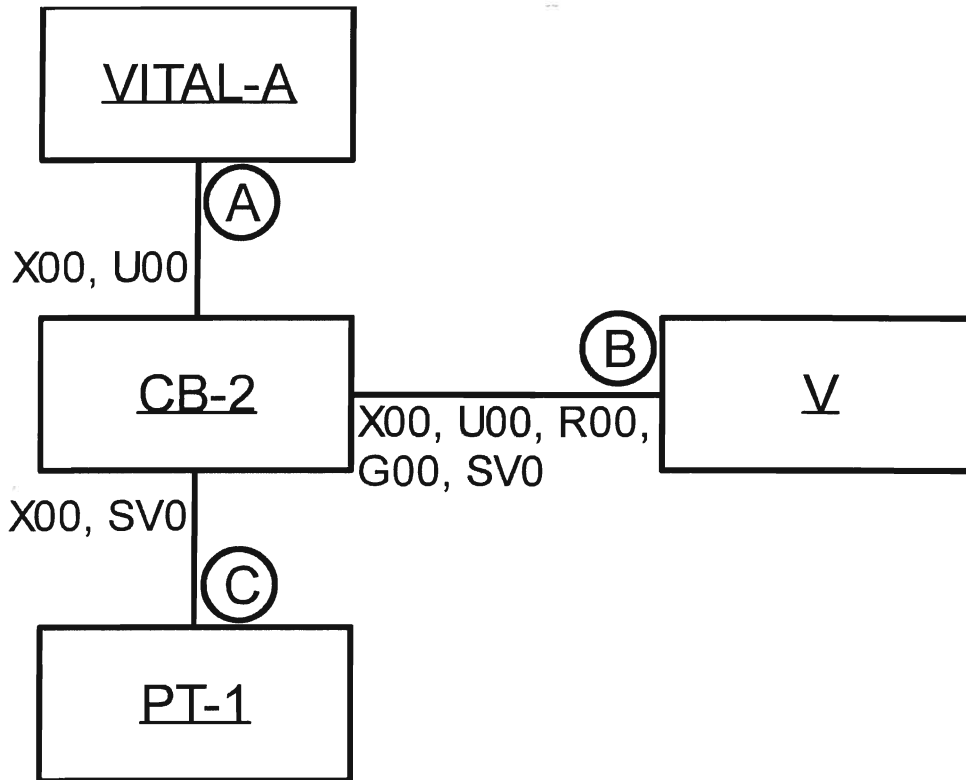 VITAL-A
A
X00, U00
B
CB-2
V
X00, U00, R00,
G00, SV0
X00, SV0
C
PT-1